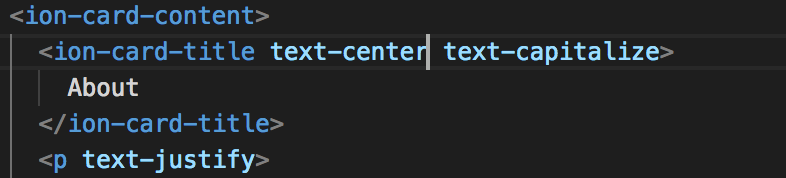 <ion-card-content>
<ion-card-title text-center text-capitalize>
About
</ion-card-title>
<p text-justify>